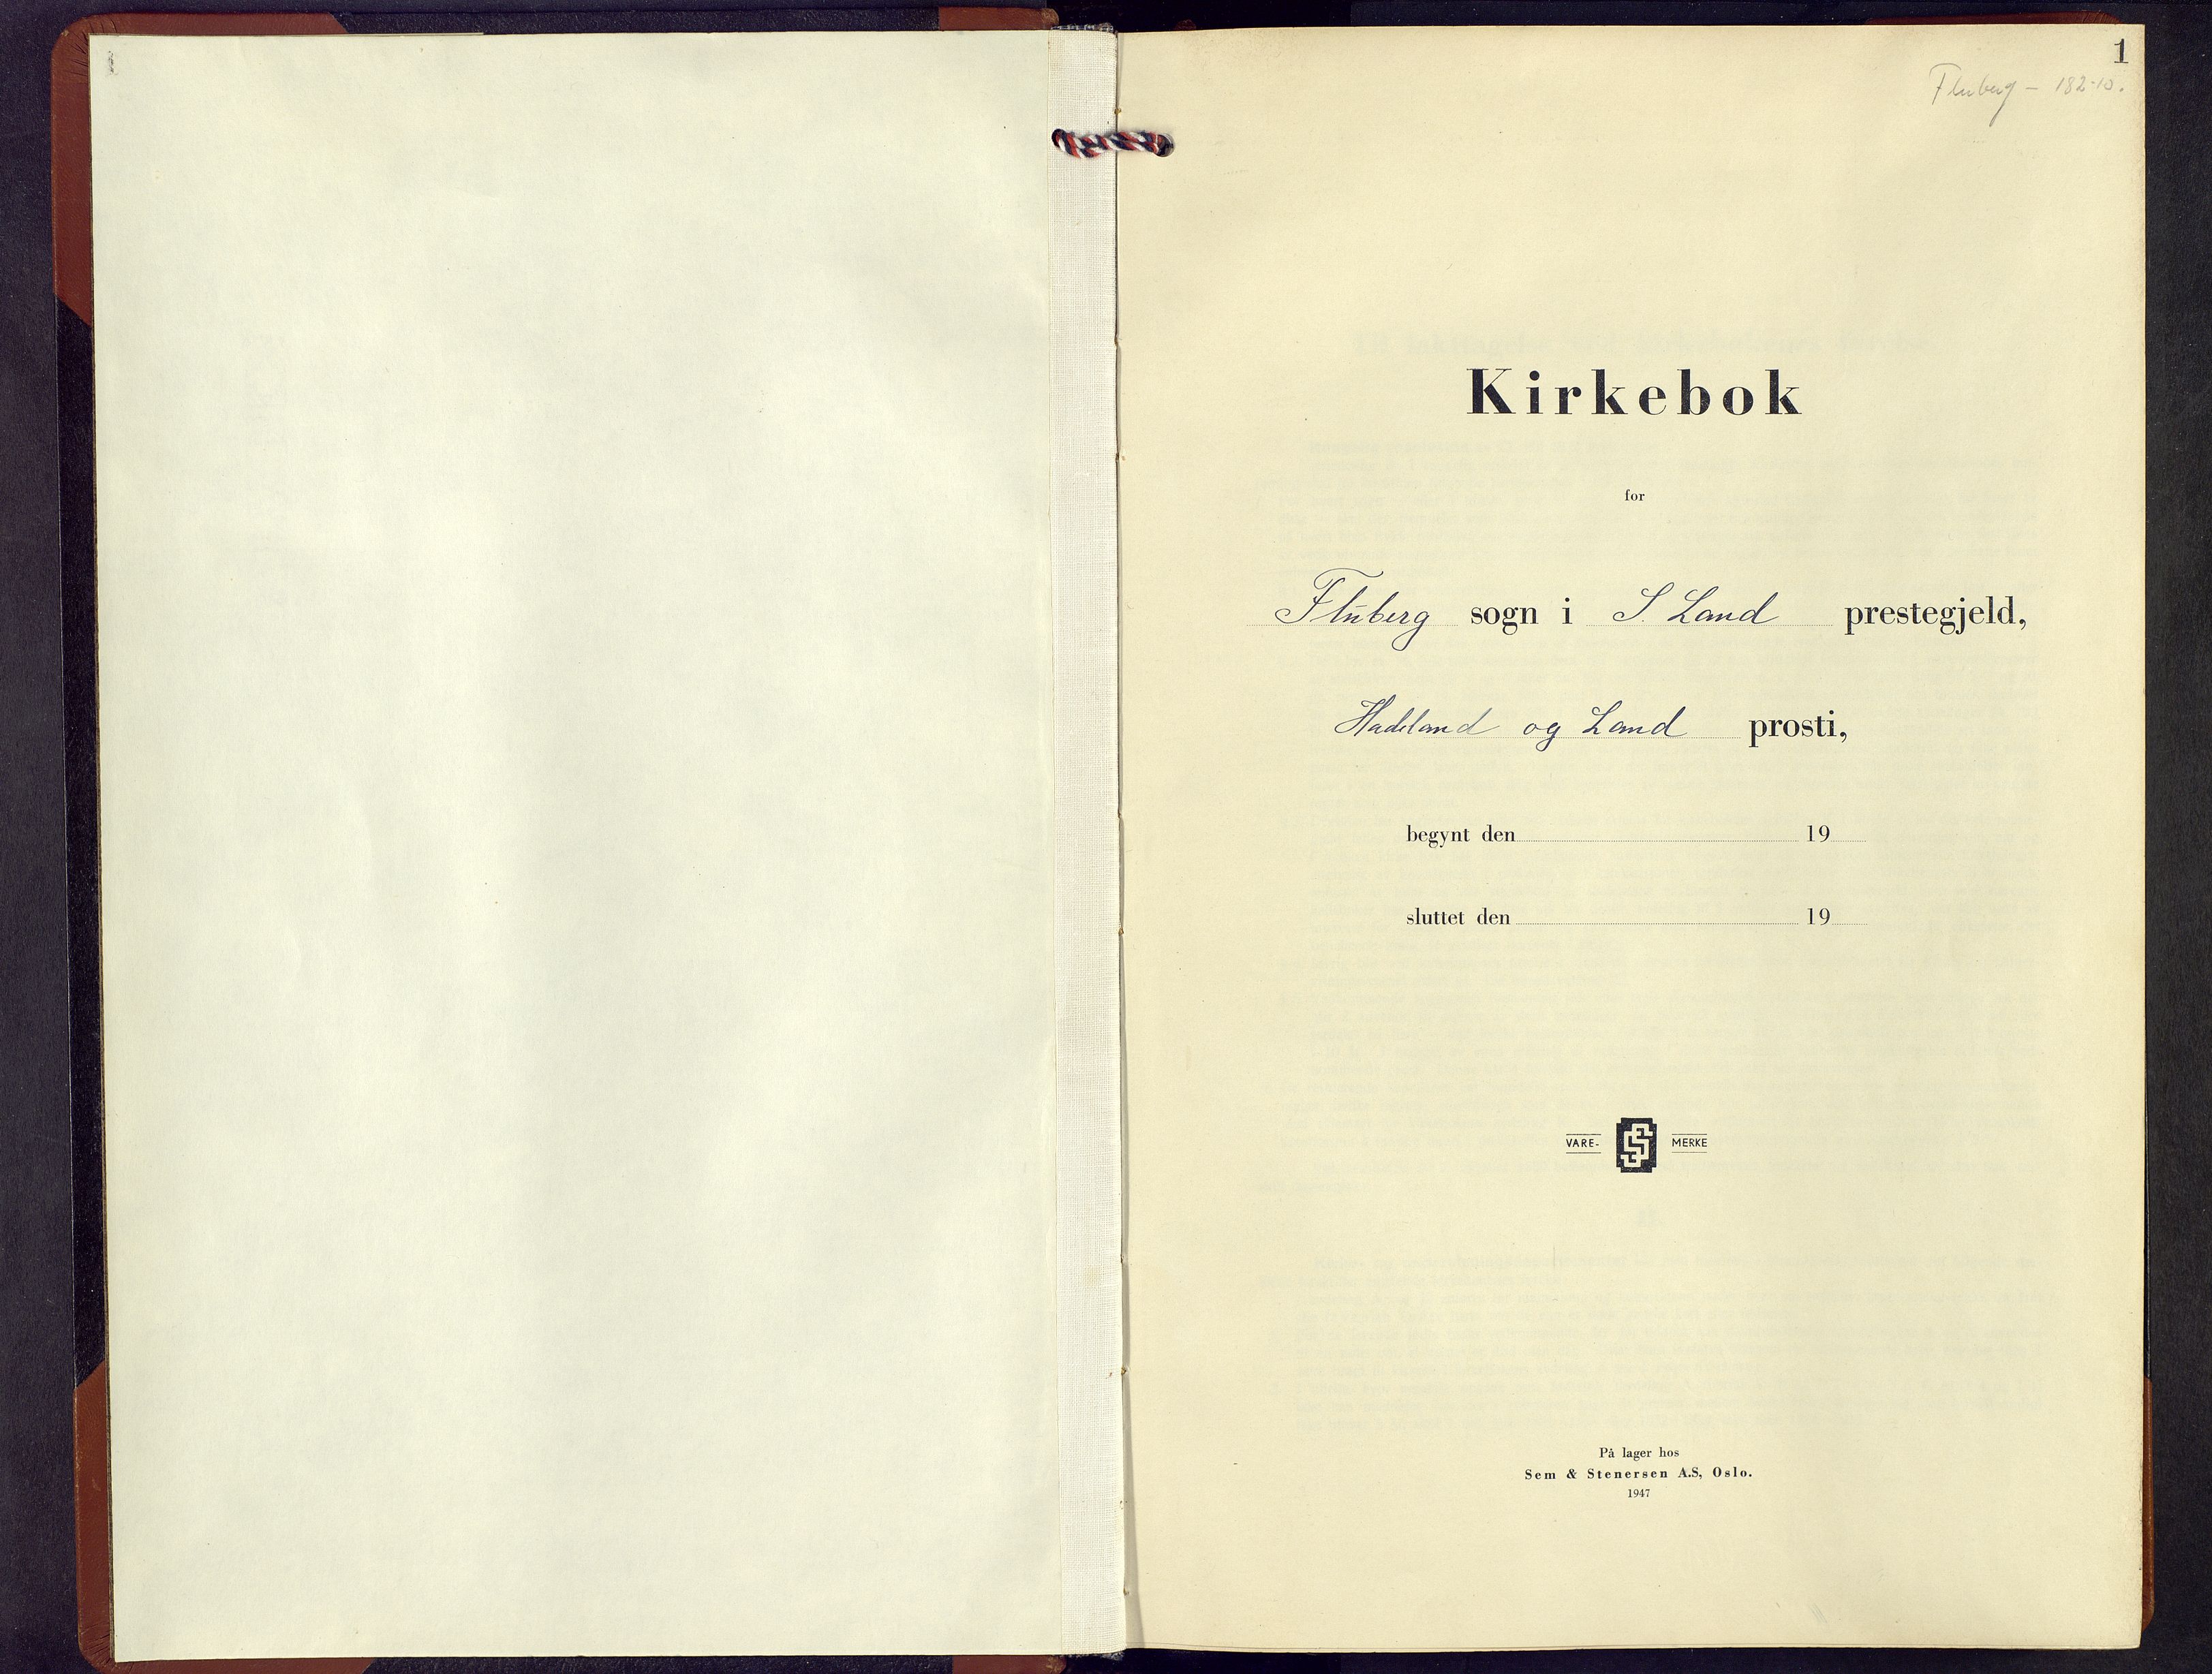 1
Fluberg – 182-10.
Kirkebok
for
Fluberg sogn i S. Land prestegjeld,
Hadeland og Land prosti,
begynt den 19
sluttet den 19
VARE- SS MERKE
På lager hos
Sem & Stenersen A.S, Oslo.
1947